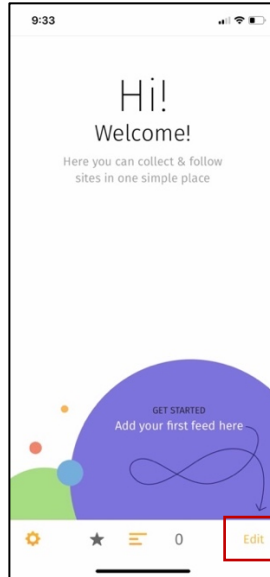 9:33
Hi!
Welcome!
Here you can collect & follow
sites in one simple place
GET STARTED
Add your first feed here
0
Edit